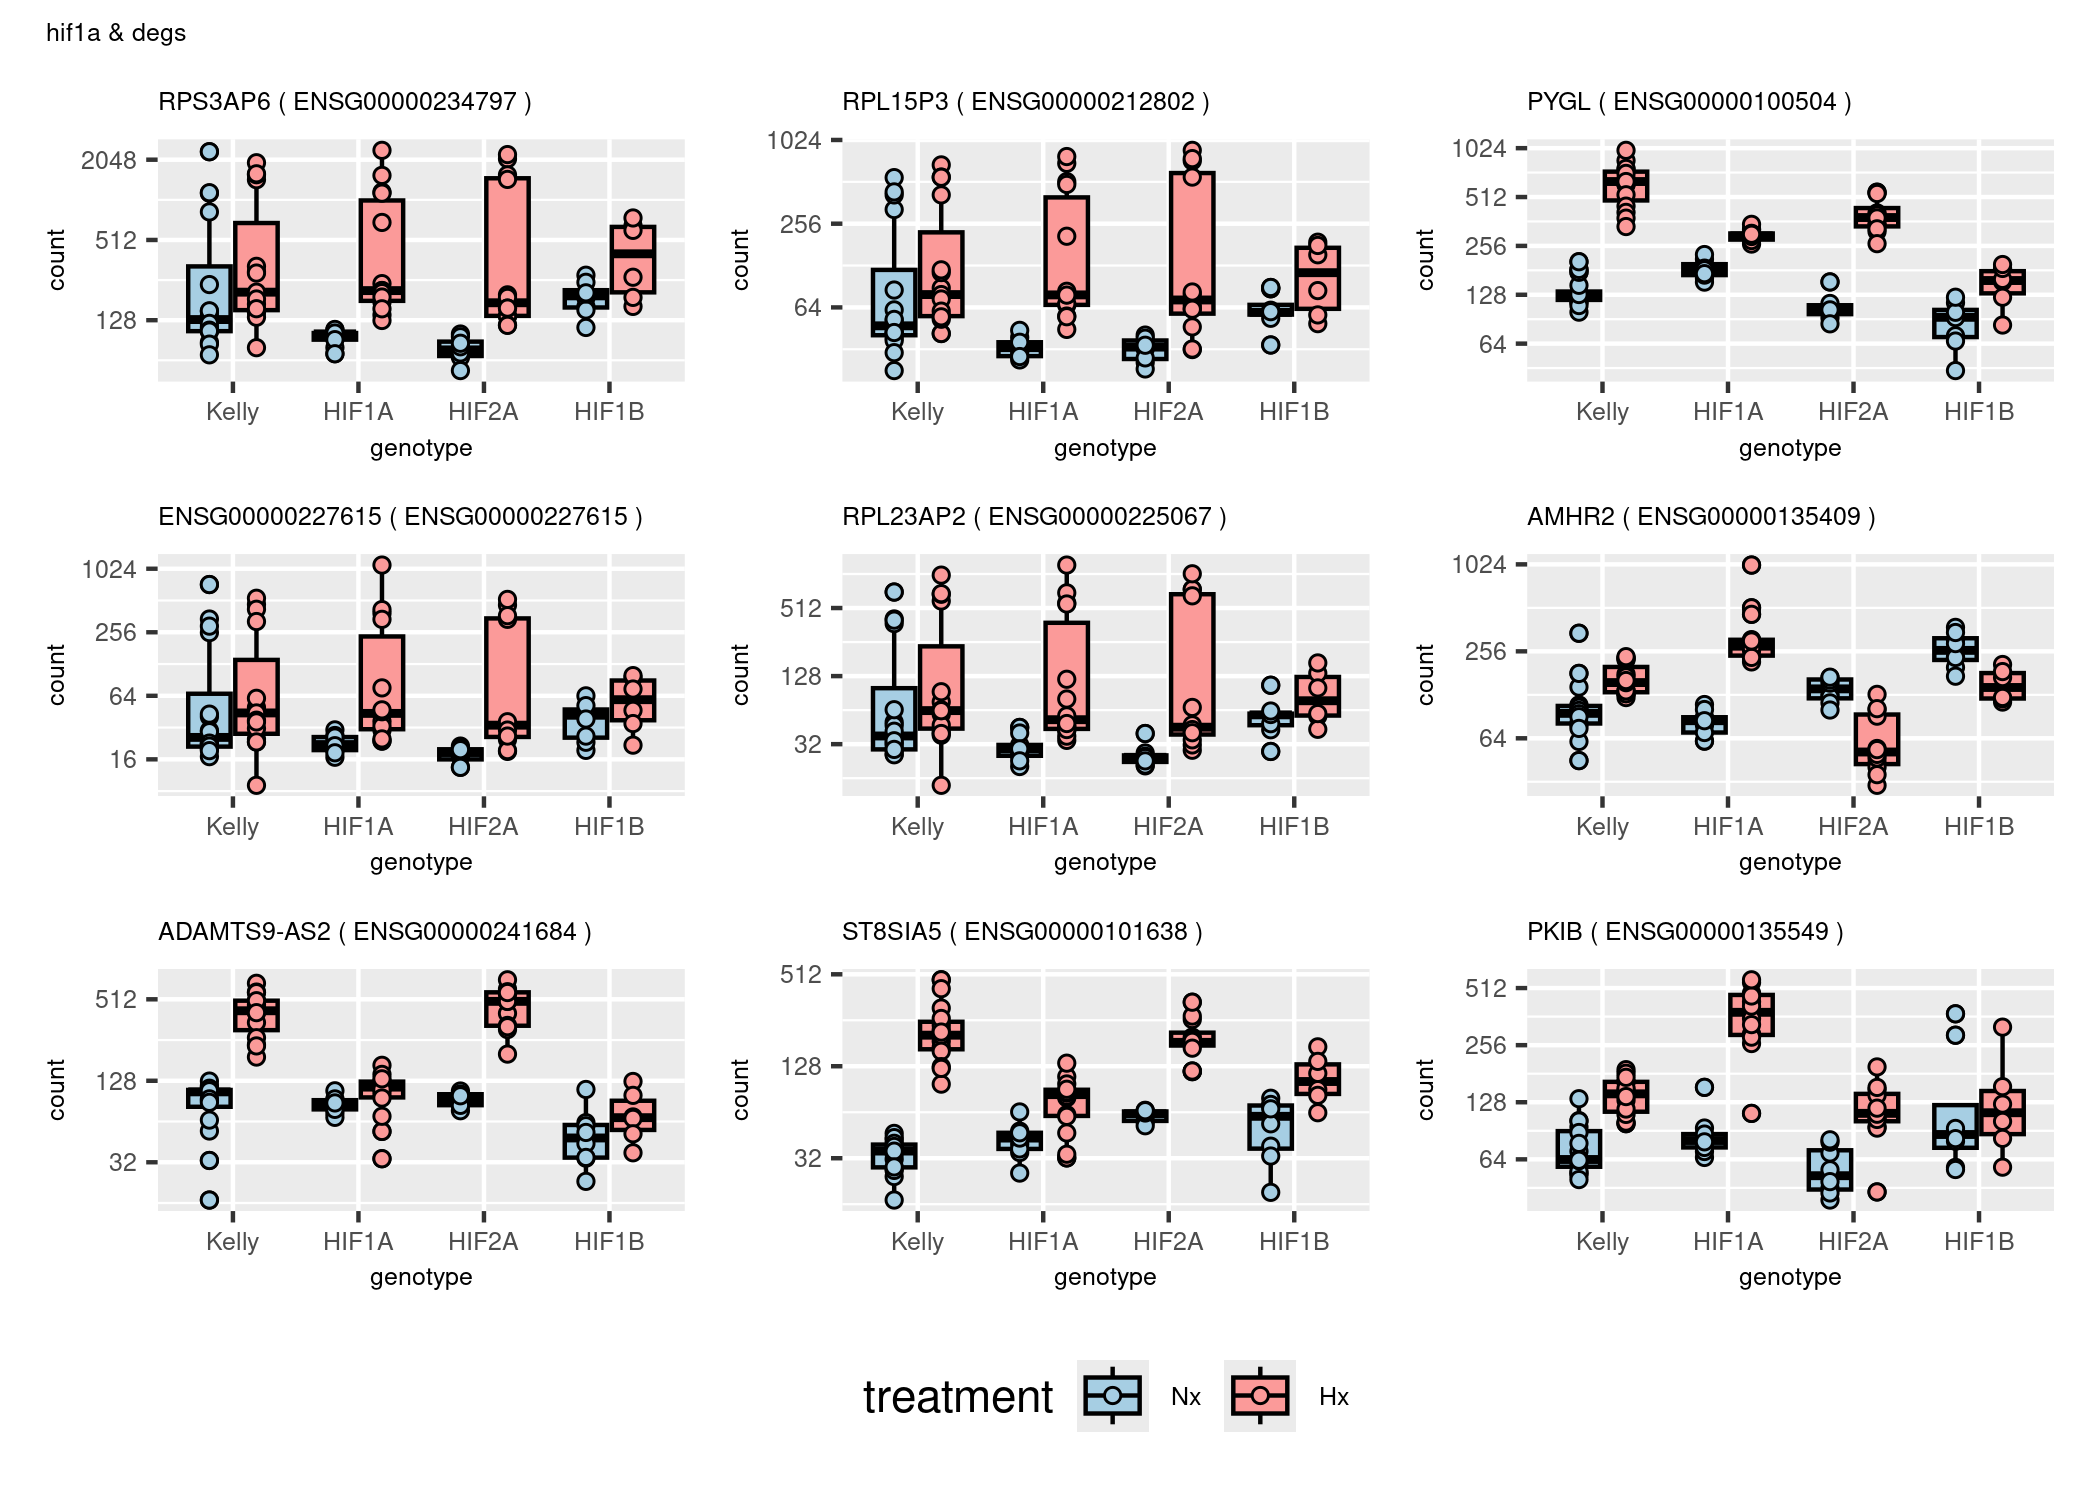 hif1a & degs
RPS3AP6 ( ENSG00000234797 )
count
2048
512
128
Kelly HIF1A HIF2A HIF1B
genotype
RPL15P3 ( ENSG00000212802 )
count
1024
256
64
Kelly HIF1A HIF2A HIF1B
genotype
PYGL ( ENSG00000100504 )
count
1024
512
256
128
64
Kelly HIF1A HIF2A HIF1B
genotype
ENSG00000227615 ( ENSG00000227615 )
count
1024
256
64
16
Kelly HIF1A HIF2A HIF1B
genotype
RPL23AP2 ( ENSG00000225067 )
count
512
128
32
Kelly HIF1A HIF2A HIF1B
genotype
AMHR2 ( ENSG00000135409 )
count
1024
256
64
Kelly HIF1A HIF2A HIF1B
genotype
ADAMTS9-AS2 ( ENSG00000241684 )
count
512
128
32
Kelly HIF1A HIF2A HIF1B
genotype
ST8SIA5 ( ENSG00000101638 )
count
512
128
32
Kelly HIF1A HIF2A HIF1B
genotype
PKIB ( ENSG00000135549 )
count
512
256
128
64
Kelly HIF1A HIF2A HIF1B
genotype
treatment Nx Hx